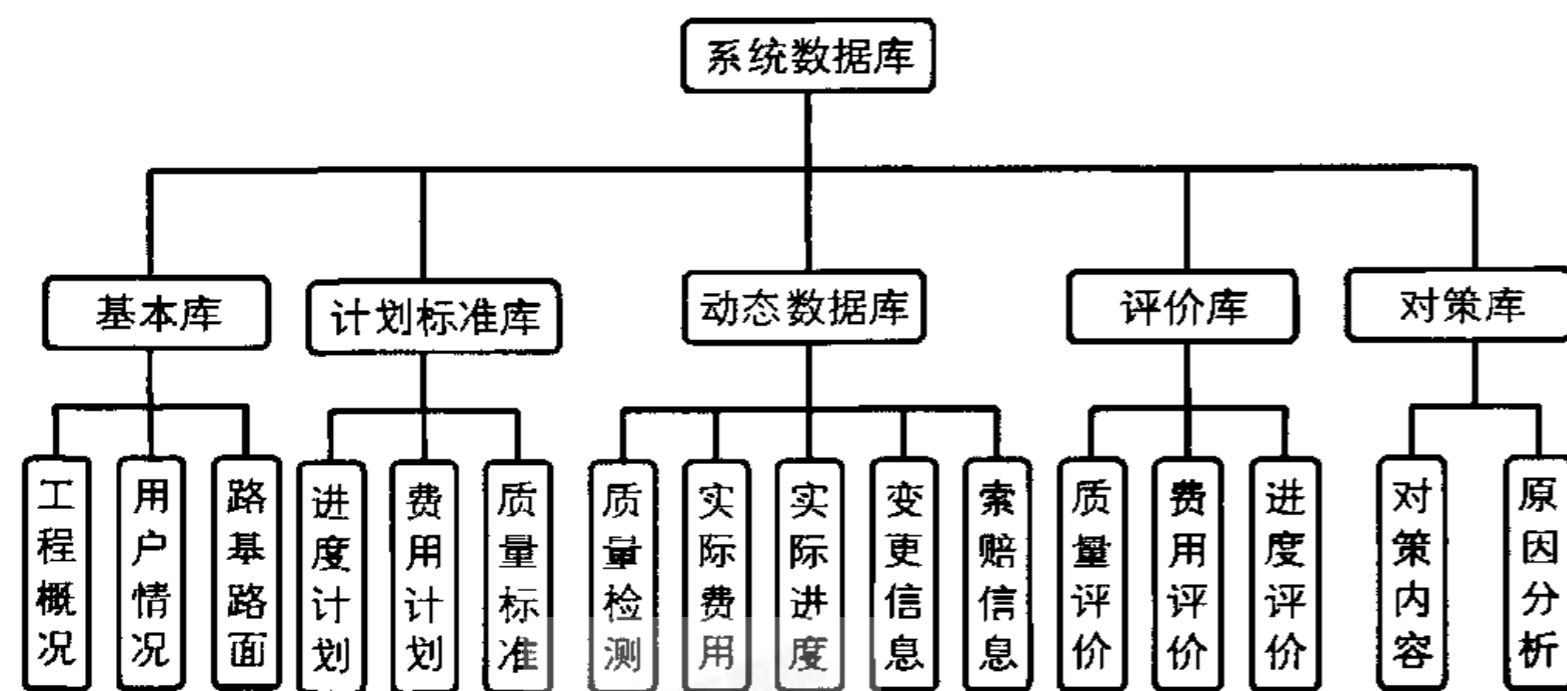 系统数据库
基本库
计划标准库
动态数据库
评价库
对策库
工程概况
用户情况
路基路面
进度计划
费用计划
质量标准
质量检测
实际费用
实际进度
变更信息
索赔信息
质量评价
费用评价
进度评价
对策内容
原因分析